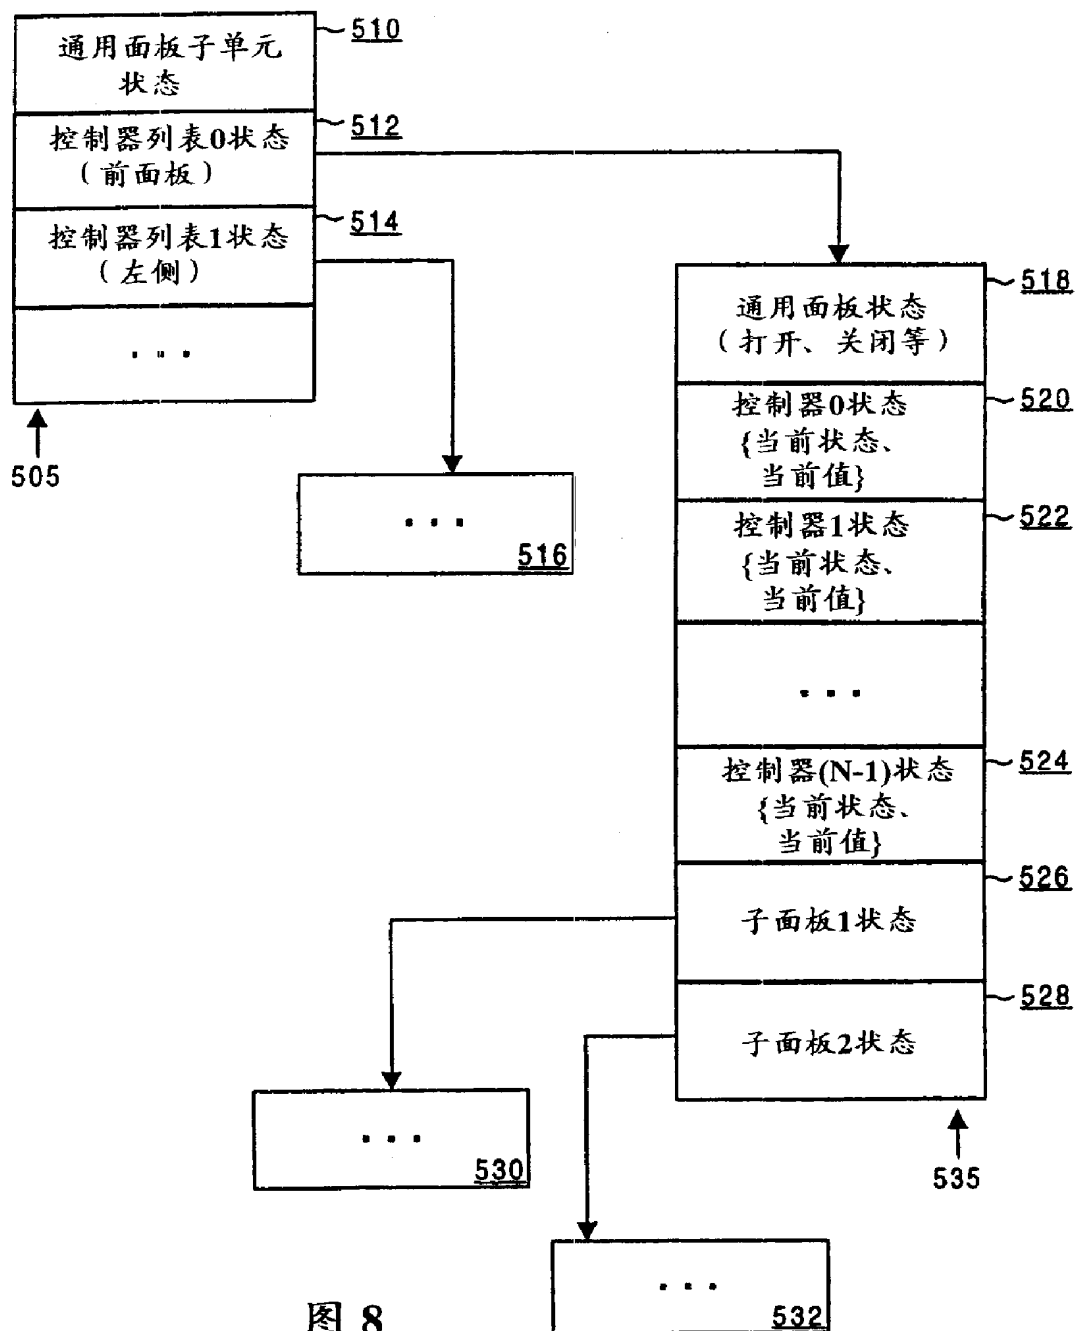 通用面板子单元
状态
510
控制器列表0状态
(前面板)
512
控制器列表1状态
(左侧)
514
...
505
...
516
通用面板状态
(打开、关闭等)
518
控制器0状态
{当前状态、
当前值}
520
控制器1状态
{当前状态、
当前值}
522
...
控制器(N-1)状态
{当前状态、
当前值}
524
子面板1状态
526
子面板2状态
528
...
530
535
...
532
图 8